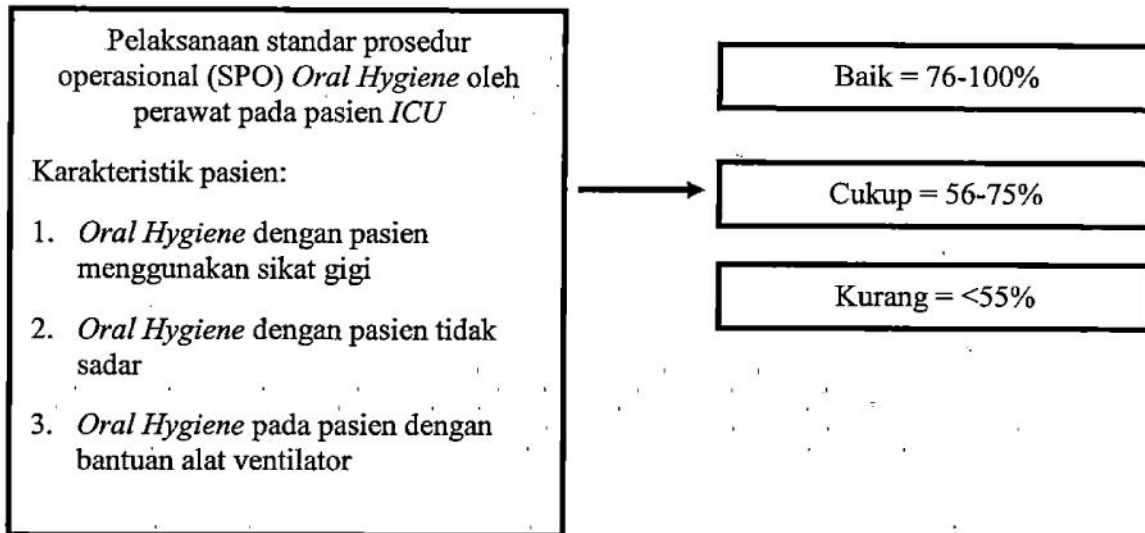 Pelaksanaan standar prosedur
operasional (SPO) Oral Hygiene oleh
perawat pada pasien ICU
Karakteristik pasien:
1. Oral Hygiene dengan pasien
menggunakan sikat gigi
2. Oral Hygiene dengan pasien tidak
sadar
3. Oral Hygiene pada pasien dengan
bantuan alat ventilator
Baik = 76-100%
Cukup = 56-75%
Kurang = <55%